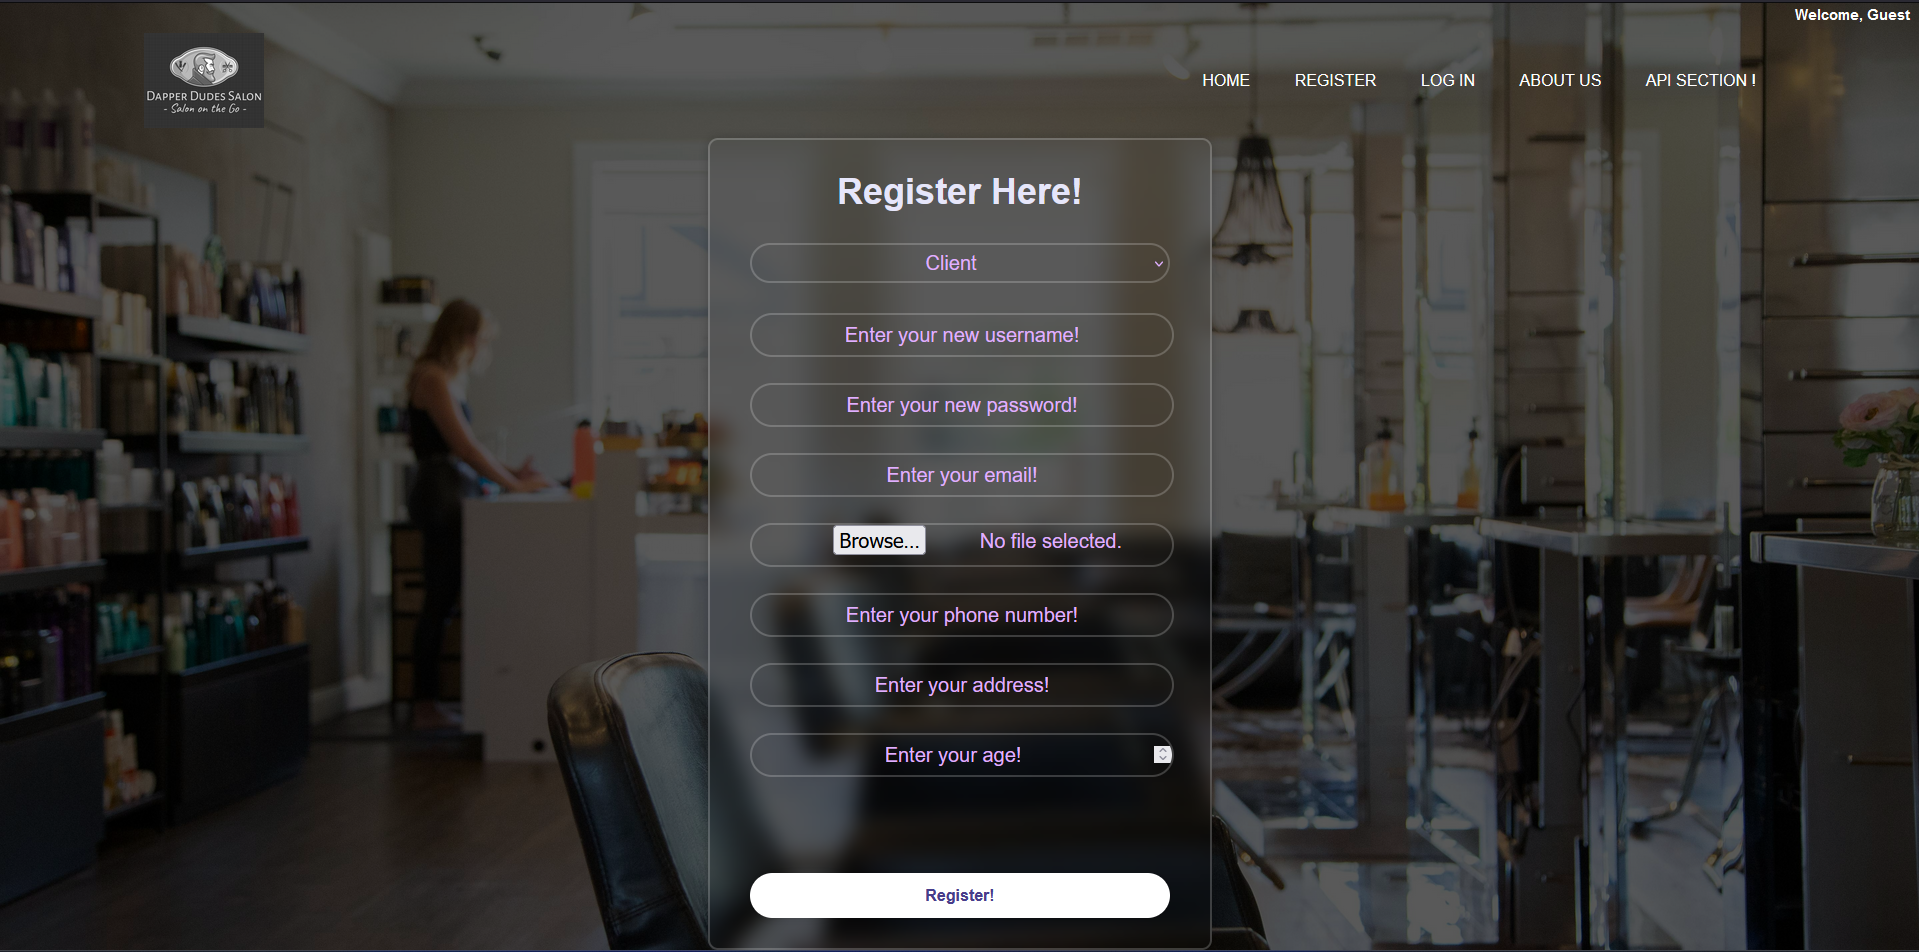 Welcome, Guest
DAPPER DUDES SALON
- Salon on the Go -
HOME
REGISTER
LOG IN
ABOUT US
API SECTION !
Register Here!
Client
Enter your new username!
Enter your new password!
Enter your email!
Browse... No file selected.
Enter your phone number!
Enter your address!
Enter your age!
Register!